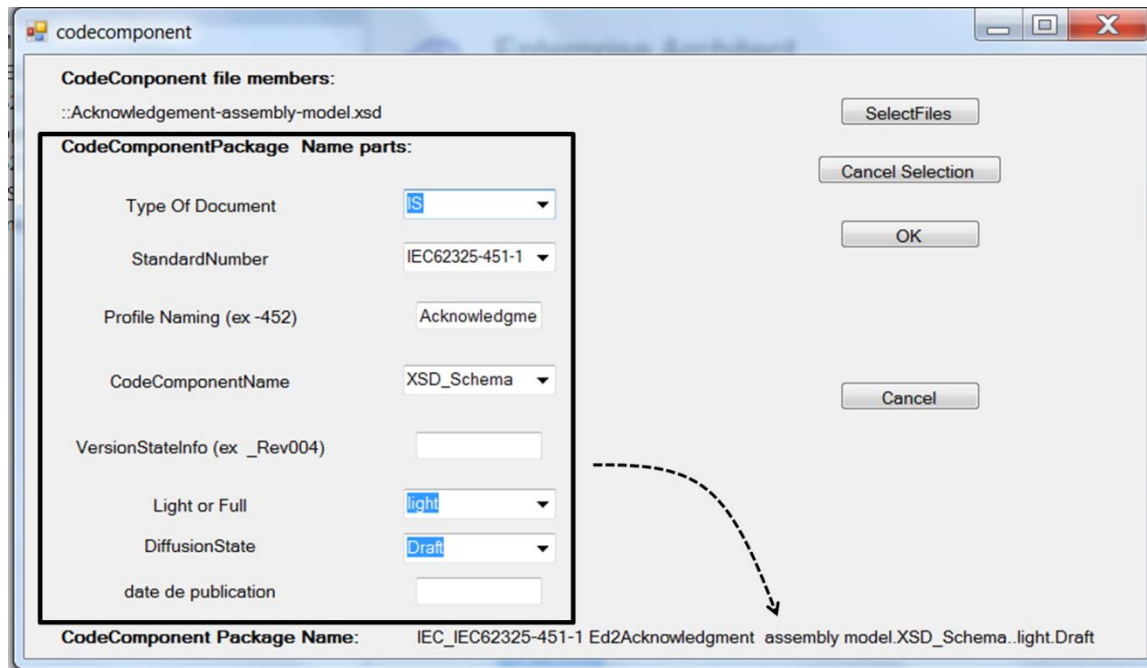 codecomponent
Enterprise Architect
CodeConponent file members:
::Acknowledgement-assembly-model.xsd
SelectFiles
CodeComponentPackage Name parts:
Cancel Selection
Type Of Document IS
OK
StandardNumber IEC62325-451-1
Profile Naming (ex -452) Acknowledgme
CodeComponentName XSD_Schema
Cancel
VersionStateInfo (ex _Rev004)
Light or Full light
DiffusionState Draft
date de publication
CodeComponent Package Name: IEC_IEC62325-451-1 Ed2Acknowledgment assembly model.XSD_Schema..light.Draft